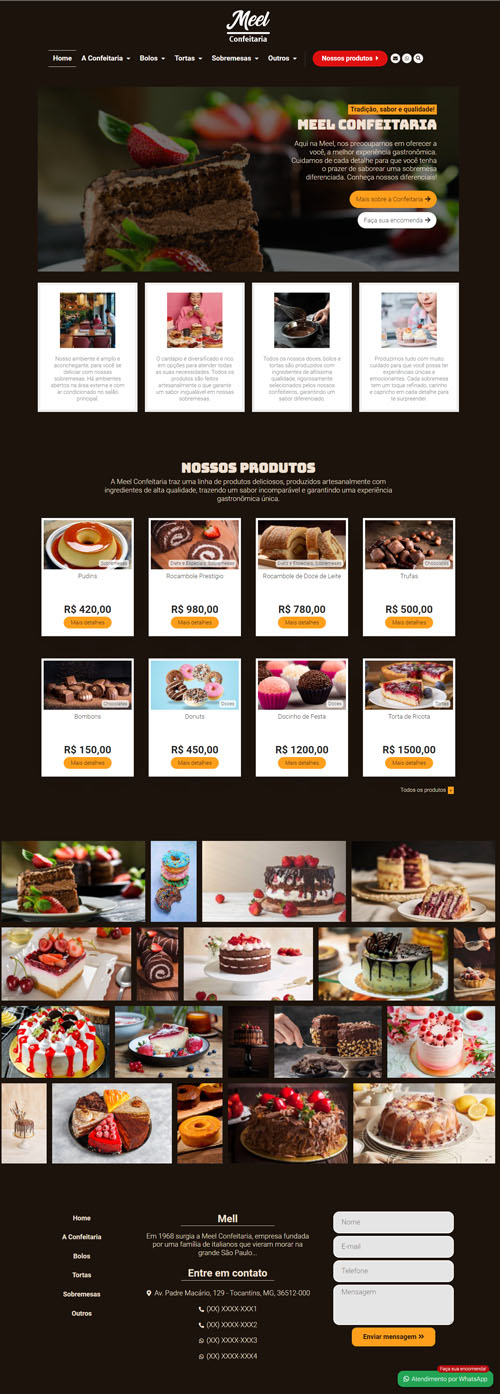 Meel
Confeitaria
Home A Confeitaria Bolos Tortas Sobremesas Outros Nossos produtos
Tradição, sabor e qualidade!
MEEL CONFEITARIA
Aqui na Meel, nos preocupamos em oferecer a
você, a melhor experiência gastronômica.
Cuidamos de cada detalhe para que você tenha
o prazer de saborear uma sobremesa
diferenciada. Conheça nossos diferenciais!
Mais sobre a Confeitaria
Faça sua encomenda
Nosso ambiente é amplo e
aconchegante, para você se
deliciar com nossas
sobremesas. Há ambientes
abertos na área externa e com
ar condicionado no salão
principal.
O cardápio é diversificado e rico
em opções para atender todas
as suas necessidades. Todos os
produtos são feitos
artesanalmente o que garante
um sabor inigualável em nossas
sobremesas.
Todos os nossos doces, bolos e
tortas são produzidos com
ingredientes de altíssima
qualidade, rigorosamente
selecionados pelos nossos
confeiteiros, garantindo um
sabor diferenciado.
Produzimos tudo com muito
cuidado para que você possa ter
experiências únicas e
emocionantes. Cada sobremesa
tem um toque refinado, carinho
e capricho em cada detalhe para
te surpreender.
NOSSOS PRODUTOS
A Meel Confeitaria traz uma linha de produtos deliciosos, produzidos artesanalmente com
ingredientes de alta qualidade, trazendo um sabor incomparável e garantindo uma experiência
gastronômica única.
Sobremesas
Pudins
R$ 420,00
Mais detalhes
Diets e Especiais, Sobremesas
Rocambole Prestígio
R$ 980,00
Mais detalhes
Diets e Especiais, Sobremesas
Rocambole de Doce de Leite
R$ 780,00
Mais detalhes
Chocolates
Trufas
R$ 500,00
Mais detalhes
Chocolates
Bombons
R$ 150,00
Mais detalhes
Doces
Donuts
R$ 450,00
Mais detalhes
Doces
Docinho de Festa
R$ 1200,00
Mais detalhes
Tortas
Torta de Ricota
R$ 1500,00
Mais detalhes
Todos os produtos
Home
A Confeitaria
Bolos
Tortas
Sobremesas
Outros
Mell
Em 1968 surgia a Meel Confeitaria, empresa fundada
por uma família de italianos que vieram morar na
grande São Paulo...
Entre em contato
Av. Padre Macário, 129 - Tocantins, MG, 36512-000
(XX) XXXX-XXX1
(XX) XXXX-XXX2
(XX) XXXX-XXX3
(XX) XXXX-XXX4
Nome
E-mail
Telefone
Mensagem
Enviar mensagem
Faça sua encomenda!
Atendimento por WhatsApp